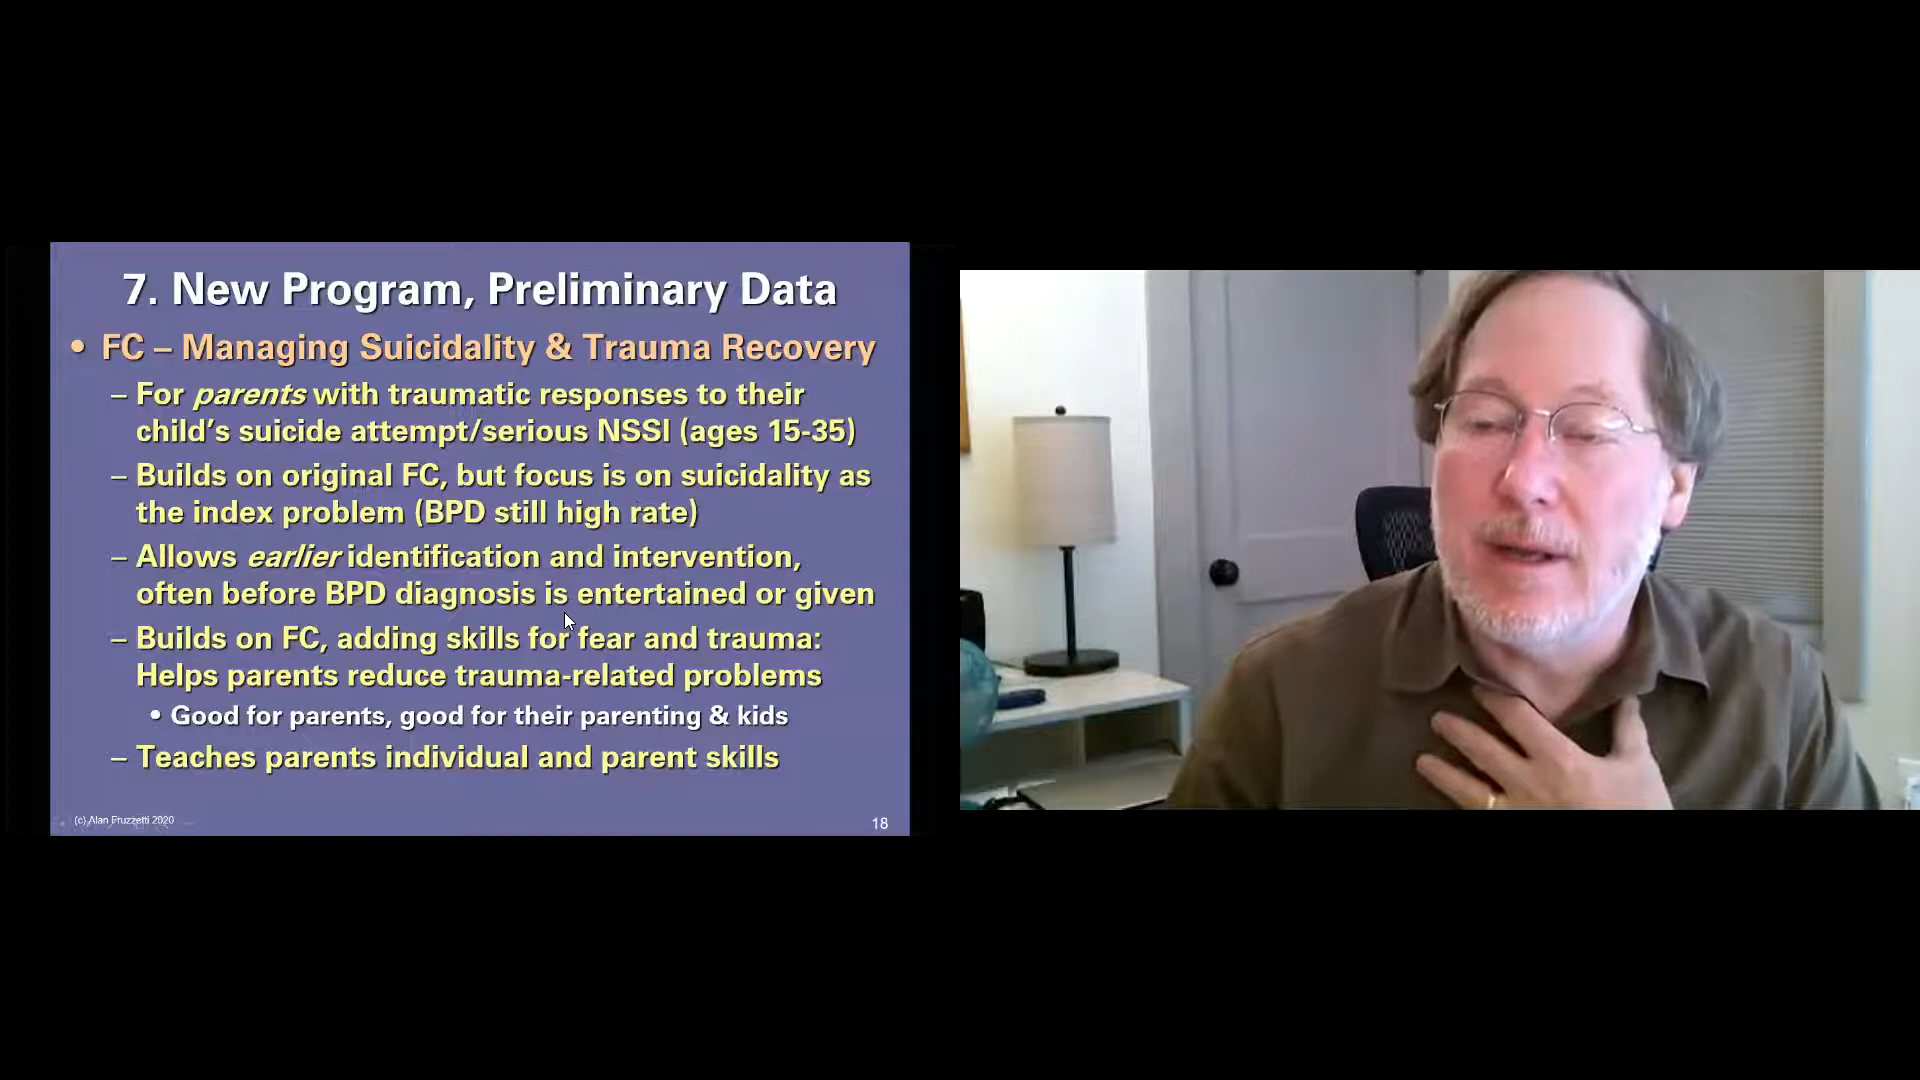 7. New Program, Preliminary Data
• FC – Managing Suicidality & Trauma Recovery
– For parents with traumatic responses to their
child's suicide attempt/serious NSSI (ages 15-35)
– Builds on original FC, but focus is on suicidality as
the index problem (BPD still high rate)
– Allows earlier identification and intervention,
often before BPD diagnosis is entertained or given
– Builds on FC, adding skills for fear and trauma:
Helps parents reduce trauma-related problems
• Good for parents, good for their parenting & kids
– Teaches parents individual and parent skills
(c) Alan Fruzzetti 2020
18